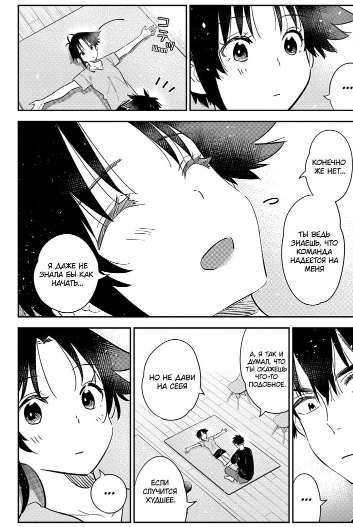 ...
КОНЕЧНО
ЖЕ НЕТ...
ТЫ ВЕДЬ
ЗНАЕШЬ, ЧТО
КОМАНДА
НАДЕЕТСЯ НА
МЕНЯ
Я ДАЖЕ НЕ
ЗНАЛА БЫ КАК
НАЧАТЬ...
А, Я ТАК И
ДУМАЛ, ЧТО
ТЫ СКАЖЕШЬ
ЧТО-ТО
ПОДОБНОЕ.
НО НЕ ДАВИ
НА СЕБЯ
ЕСЛИ
СЛУЧИТСЯ
ХУДШЕЕ.
...